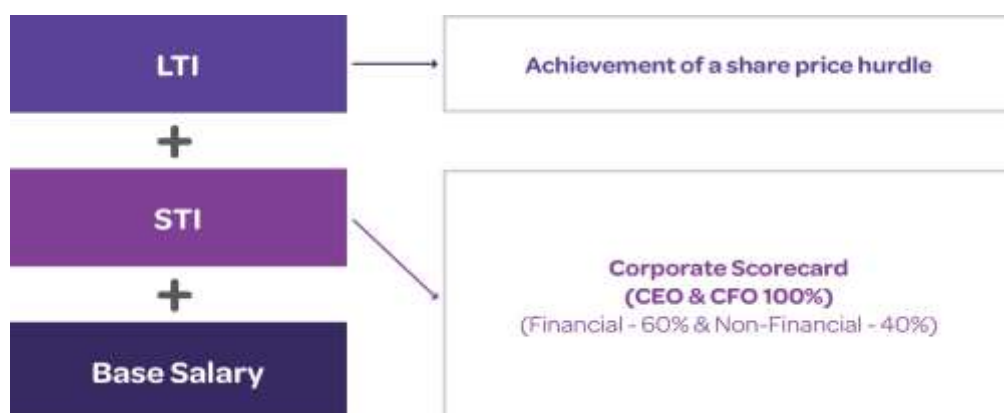 LTI
Achievement of a share price hurdle
+
STI
+
Corporate Scorecard
(CEO & CFO 100%)
(Financial - 60% & Non-Financial - 40%)
Base Salary